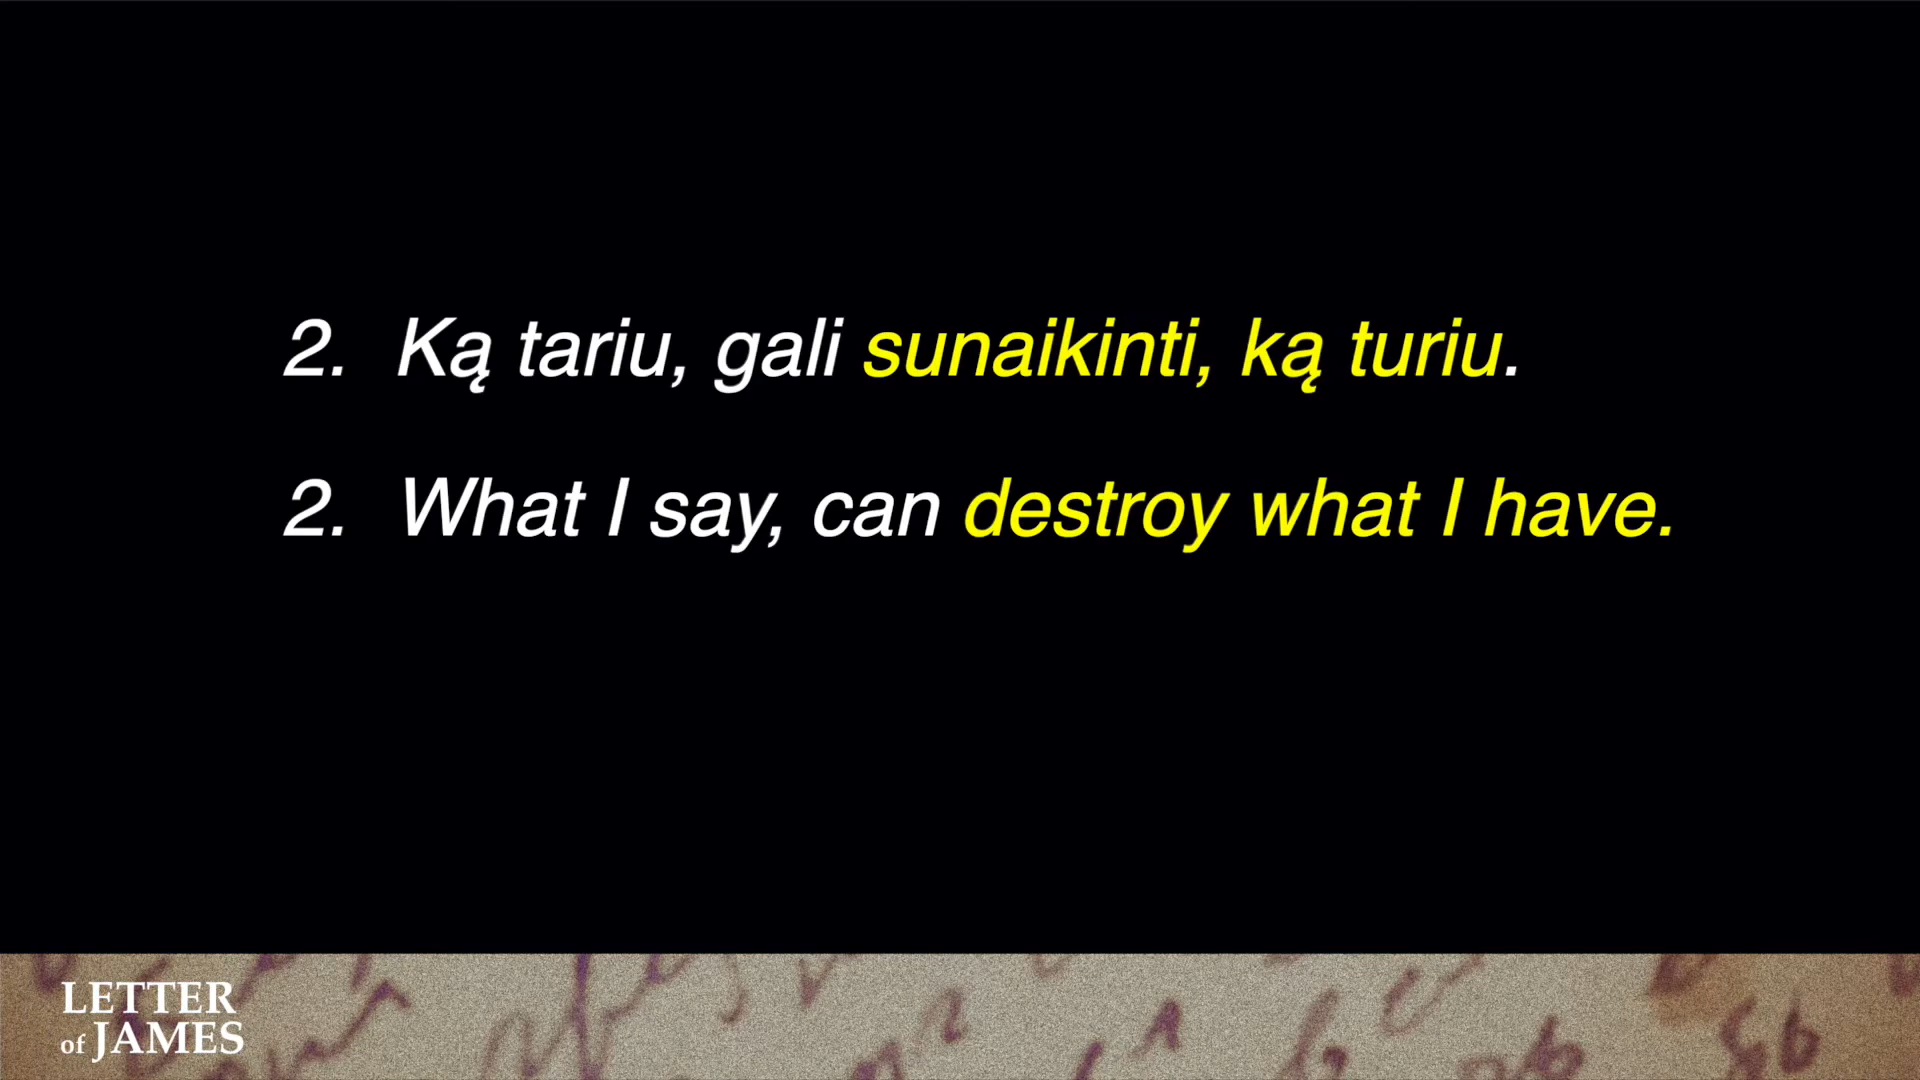 2. Ką tariu, gali sunaikinti, ką turiu.
2. What I say, can destroy what I have.
LETTER
of JAMES